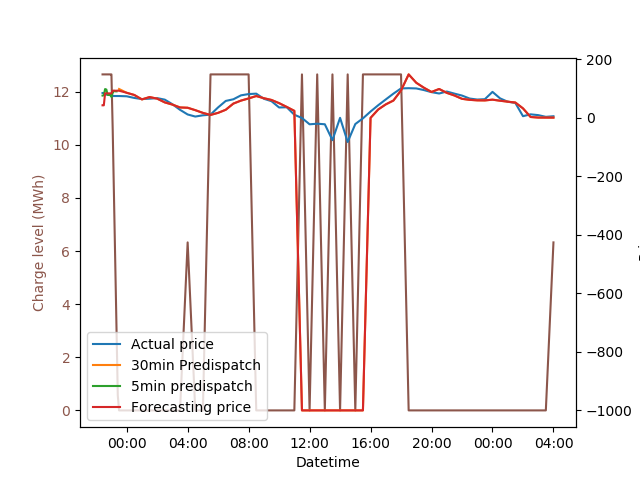 12
10
8
6
4
2
0
Charge level (MWh)
200
0
−200
−400
−600
−800
−1000
Actual price
30min Predispatch
5min predispatch
Forecasting price
00:00 04:00 08:00 12:00 16:00 20:00 00:00 04:00
Datetime